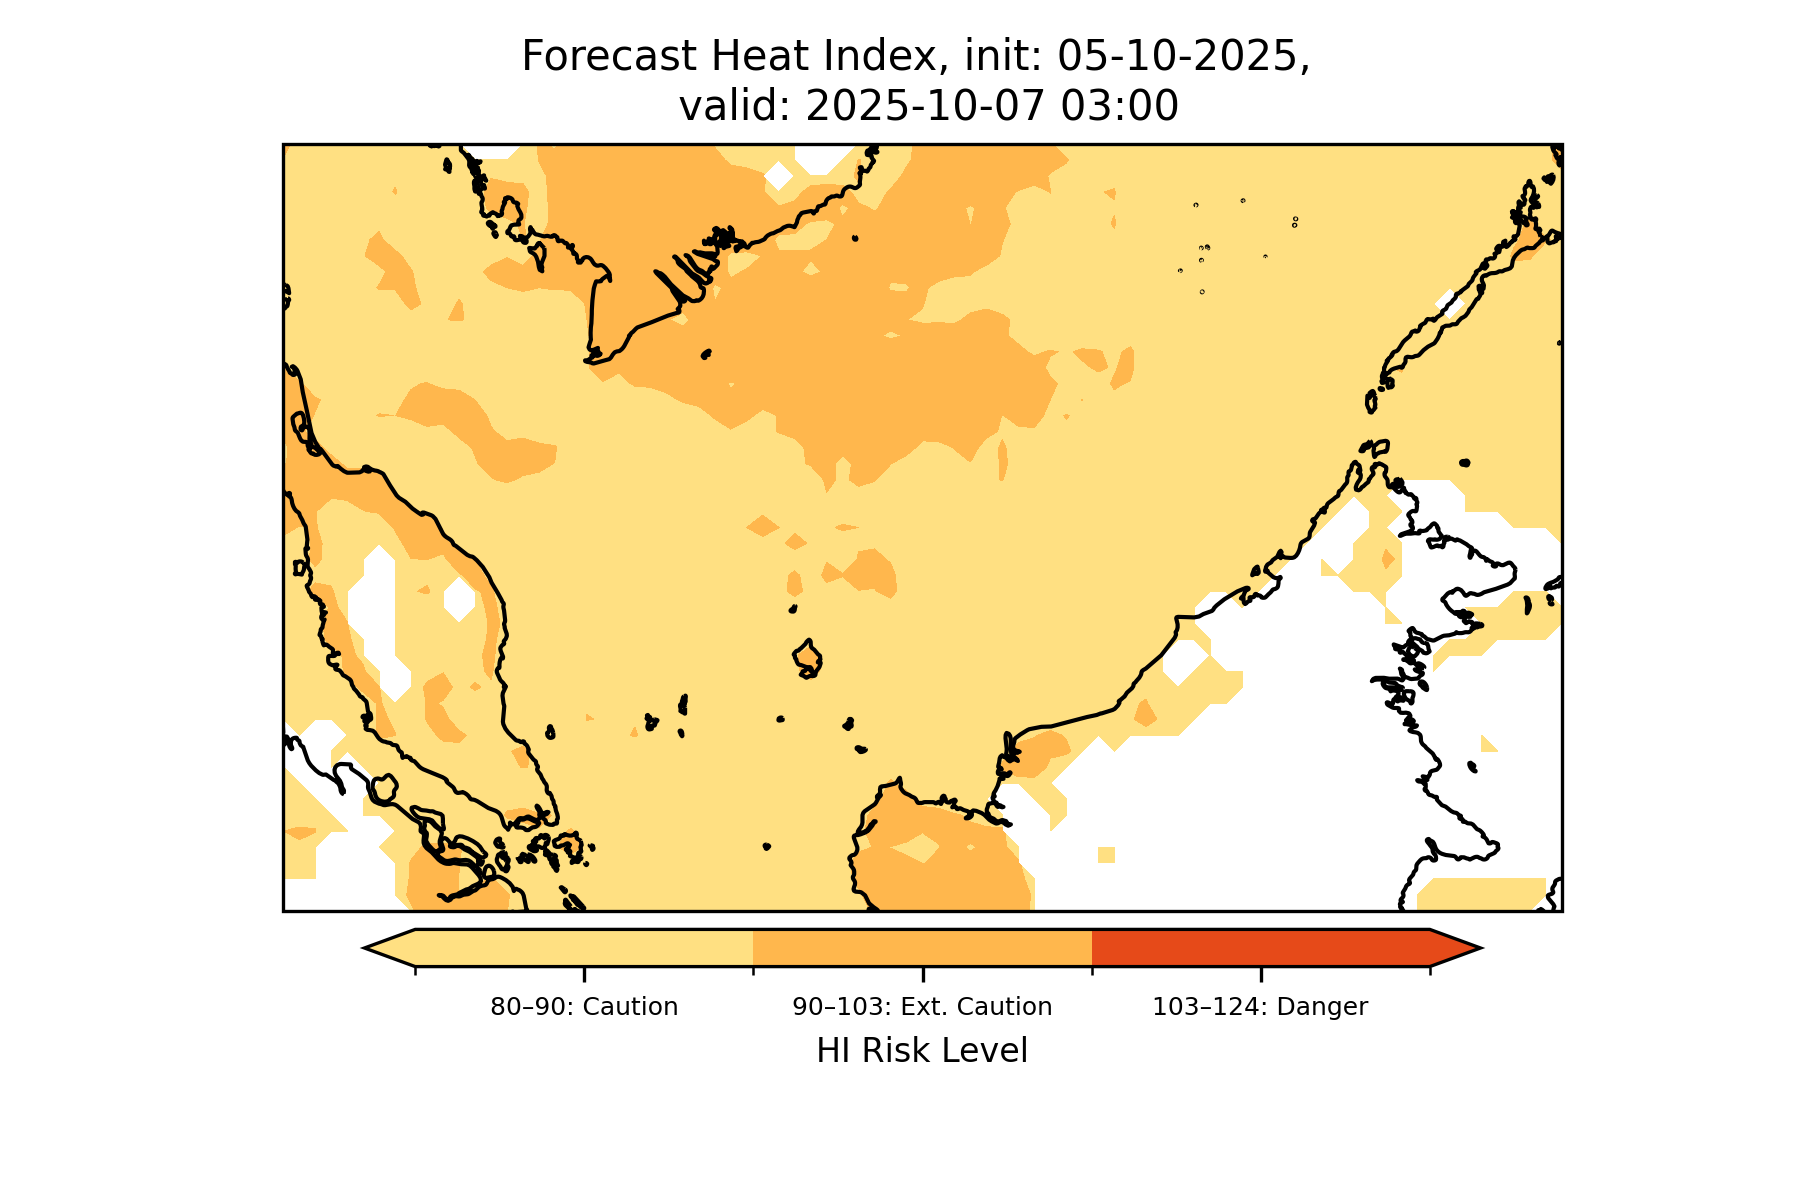 Forecast Heat Index, init: 05-10-2025,
valid: 2025-10-07 03:00
80–90: Caution
90–103: Ext. Caution
103–124: Danger
HI Risk Level